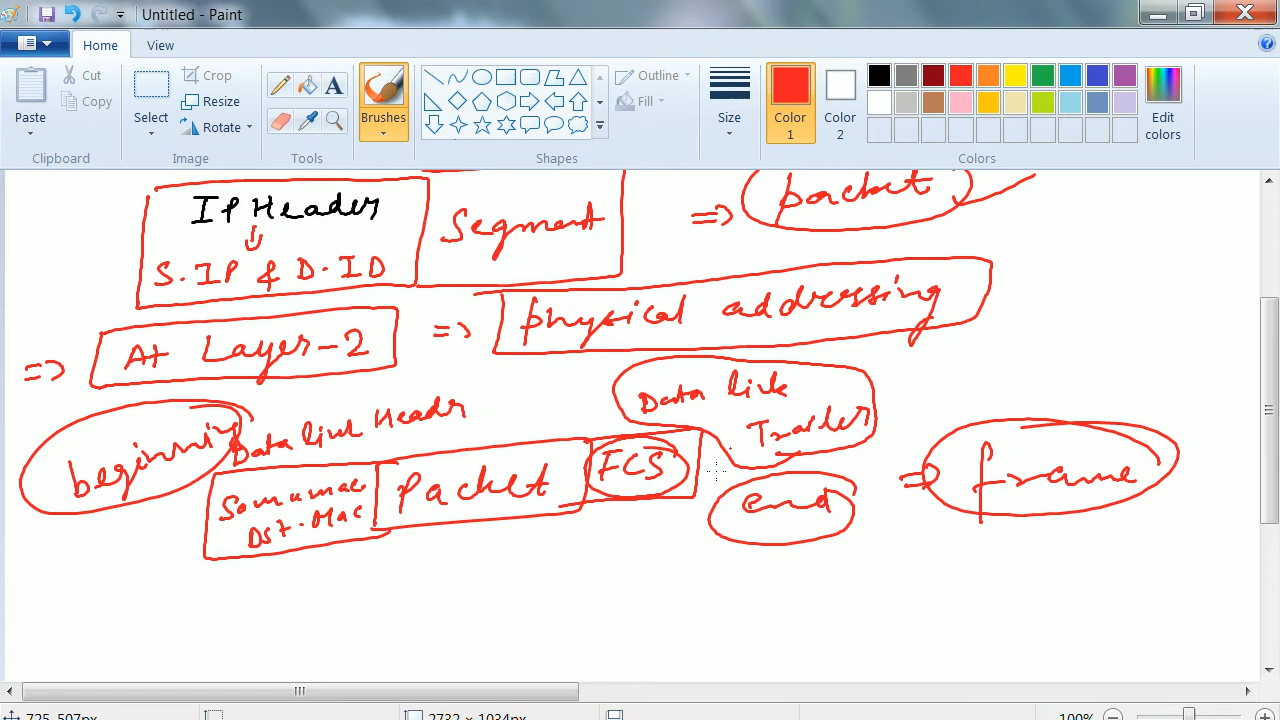 Untitled - Paint
Home View
Cut
Copy
Paste
Crop
Resize
Rotate
Select
Brushes
Outline
Fill
Size
Color 1
Color 2
Edit colors
Clipboard Image Tools Shapes Colors
packet
IP Header
S.IP & D.ID
Segment
=>
=> At Layer-2 => Physical addressing
beginning
Data link Header
Data link
Trailer
Dst. Mac
Packet
FCS
end
=> frame
725, 507px
2732 × 1034px
100%